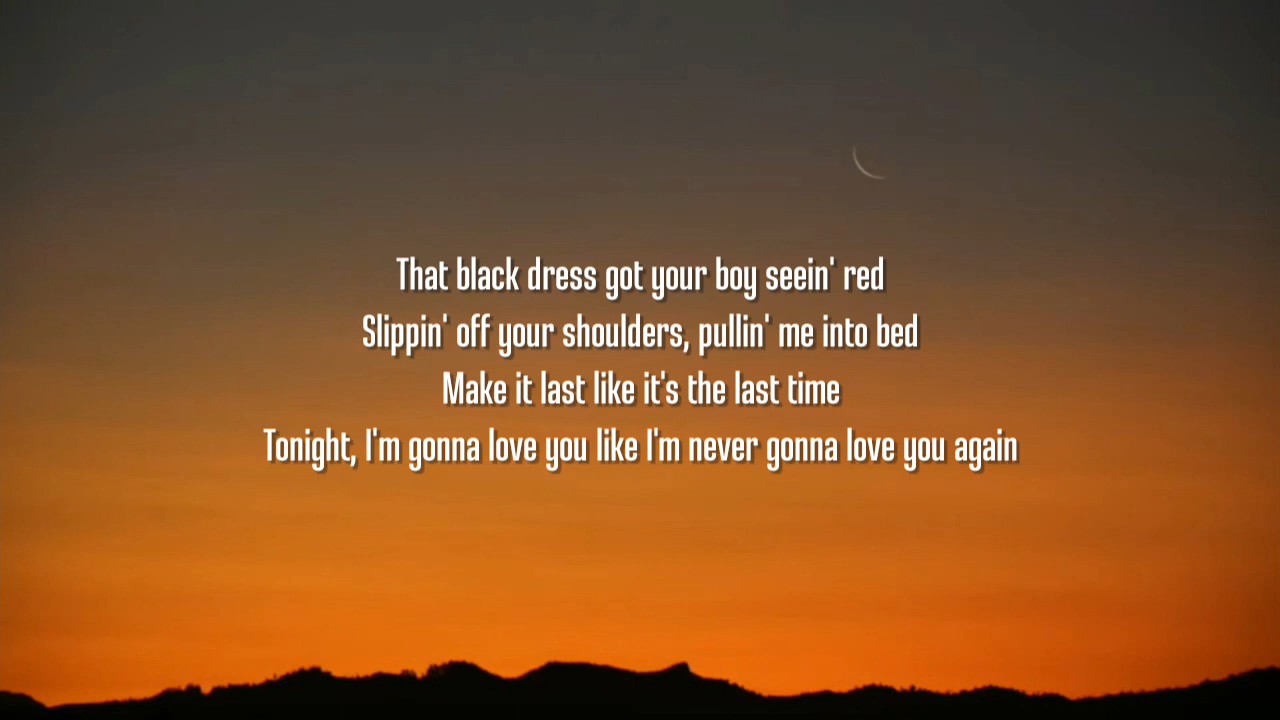 That black dress got your boy seein' red
Slippin' off your shoulders, pullin' me into bed
Make it last like it's the last time
Tonight, I'm gonna love you like I'm never gonna love you again